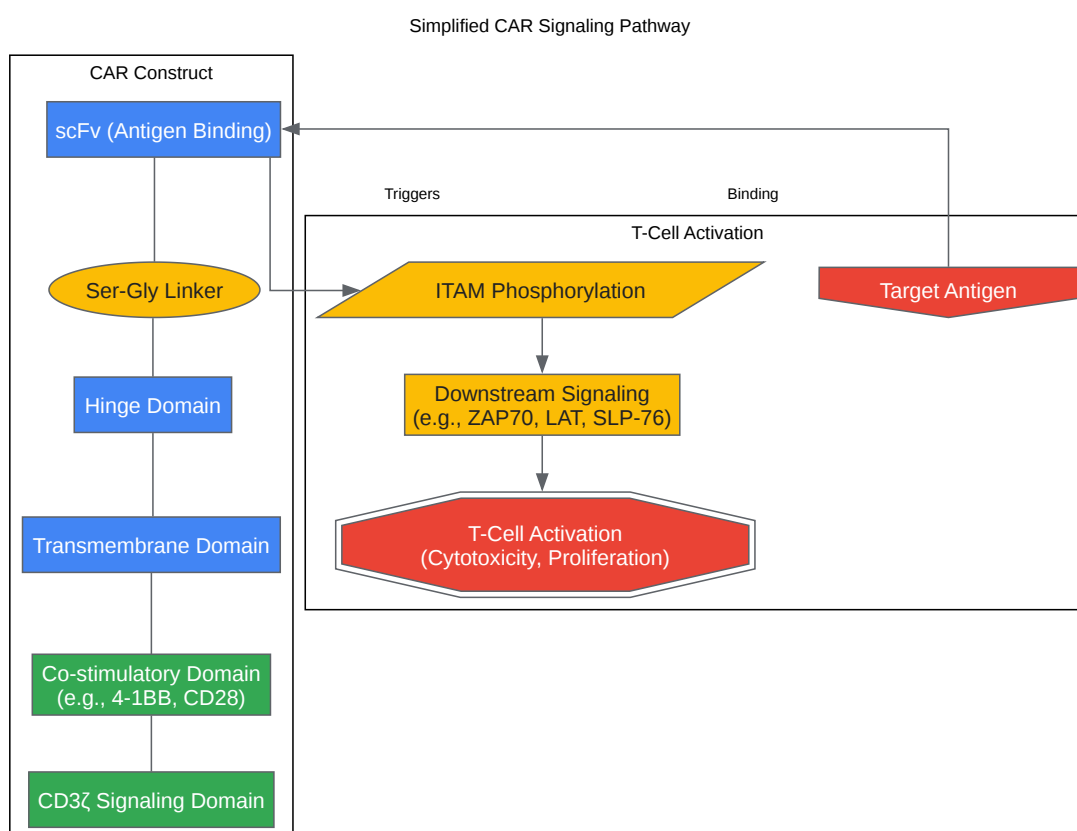 Simplified CAR Signaling Pathway
CAR Construct
scFv (Antigen Binding)
Ser-Gly Linker
Hinge Domain
Transmembrane Domain
Co-stimulatory Domain
(e.g., 4-1BB, CD28)
CD3ζ Signaling Domain
Triggers
Binding
T-Cell Activation
ITAM Phosphorylation
Target Antigen
Downstream Signaling
(e.g., ZAP70, LAT, SLP-76)
T-Cell Activation
(Cytotoxicity, Proliferation)